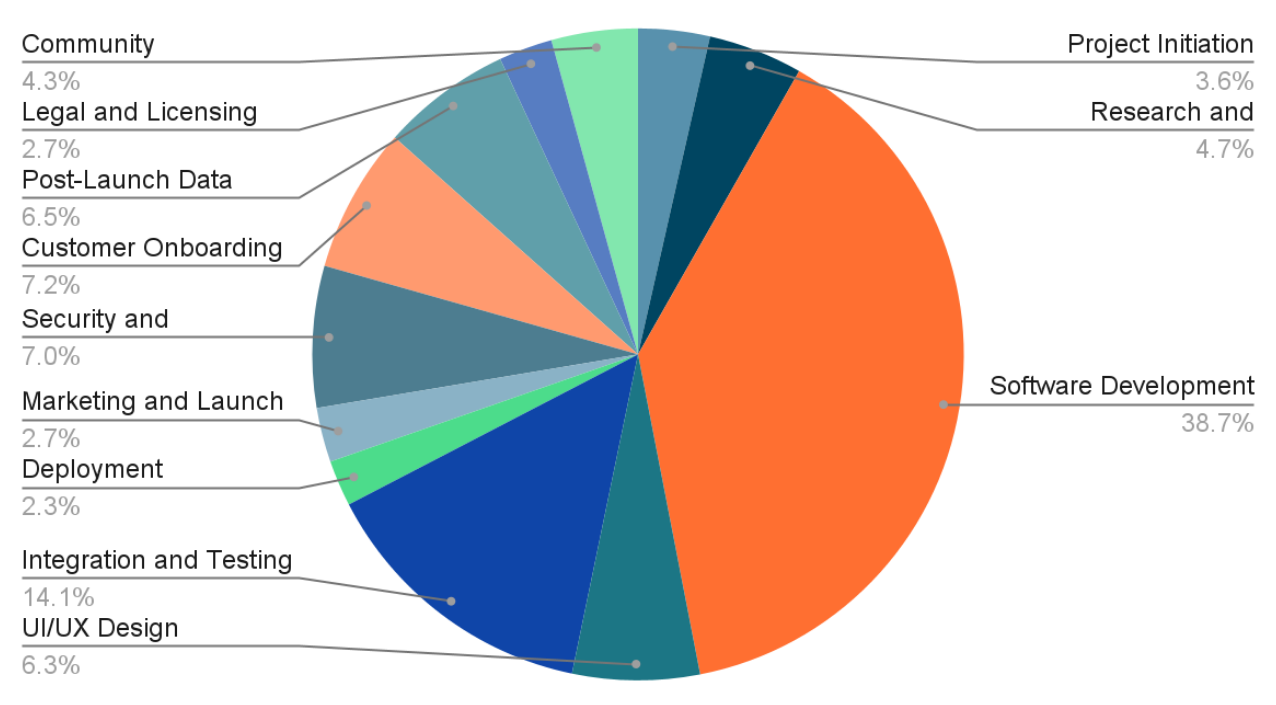 Community
4.3%
Legal and Licensing
2.7%
Post-Launch Data
6.5%
Customer Onboarding
7.2%
Security and
7.0%
Marketing and Launch
2.7%
Deployment
2.3%
Integration and Testing
14.1%
UI/UX Design
6.3%
Project Initiation
3.6%
Research and
4.7%
Software Development
38.7%